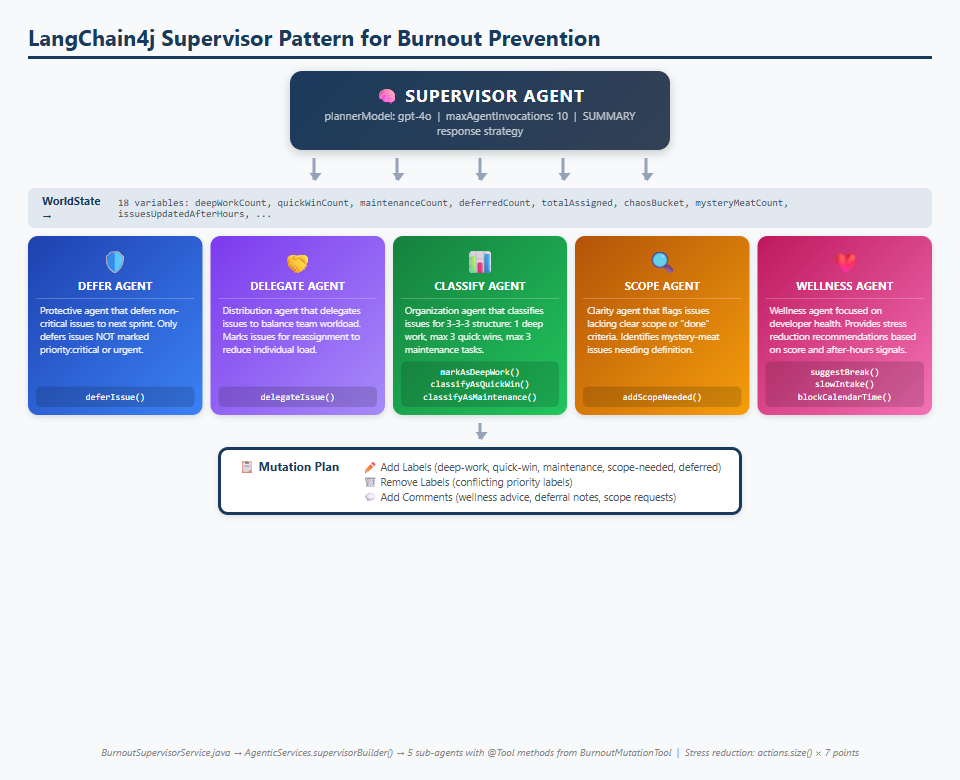 LangChain4j Supervisor Pattern for Burnout Prevention
SUPERVISOR AGENT
plannerModel: gpt-4o | maxAgentInvocations: 10 | SUMMARY
response strategy
WorldState
→
18 variables: deepWorkCount, quickWinCount, maintenanceCount, deferredCount, totalAssigned, chaosBucket, mysteryMeatCount,
issuesUpdatedAfterHours, ...
DEFER AGENT
Protective agent that defers non-
critical issues to next sprint. Only
defers issues NOT marked
priority:critical or urgent.
deferIssue()
DELEGATE AGENT
Distribution agent that delegates
issues to balance team workload.
Marks issues for reassignment to
reduce individual load.
delegateIssue()
CLASSIFY AGENT
Organization agent that classifies
issues for 3-3-3 structure: 1 deep
work, max 3 quick wins, max 3
maintenance tasks.
markAsDeepWork()
classifyAsQuickWin()
classifyAsMaintenance()
SCOPE AGENT
Clarity agent that flags issues
lacking clear scope or "done"
criteria. Identifies mystery-meat
issues needing definition.
addScopeNeeded()
WELLNESS AGENT
Wellness agent focused on
developer health. Provides stress
reduction recommendations based
on score and after-hours signals.
suggestBreak()
slowIntake()
blockCalendarTime()
Mutation Plan
Add Labels (deep-work, quick-win, maintenance, scope-needed, deferred)
Remove Labels (conflicting priority labels)
Add Comments (wellness advice, deferral notes, scope requests)
BurnoutSupervisorService.java → AgenticServices.supervisorBuilder() → 5 sub-agents with @Tool methods from BurnoutMutationTool | Stress reduction: actions.size() × 7 points